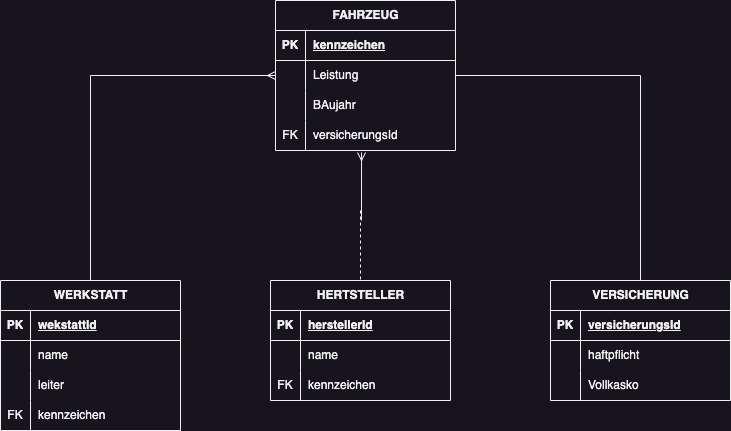 FAHRZEUG
PK kennzeichen
Leistung
BAujahr
FK versicherungsId
WERKSTATT
PK wekstattId
name
leiter
FK kennzeichen
HERTSTELLER
PK herstellerId
name
FK kennzeichen
VERSICHERUNG
PK versicherungsId
haftpflicht
Vollkasko